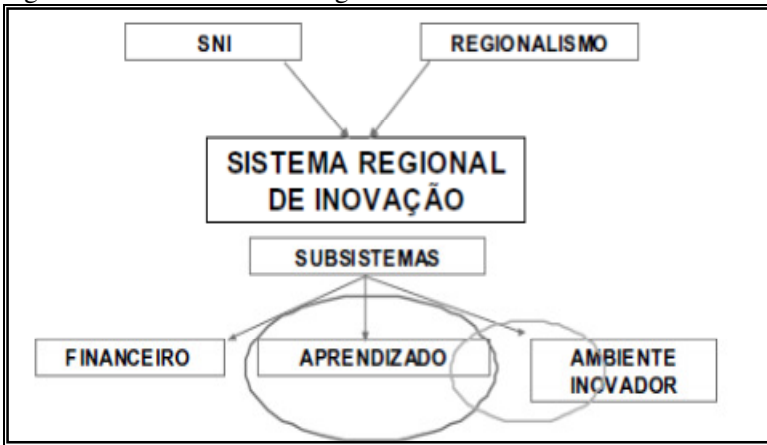 SNI
REGIONALISMO
SISTEMA REGIONAL
DE INOVAÇÃO
SUBSISTEMAS
FINANCEIRO
APRENDIZADO
AMBIENTE
INOVADOR